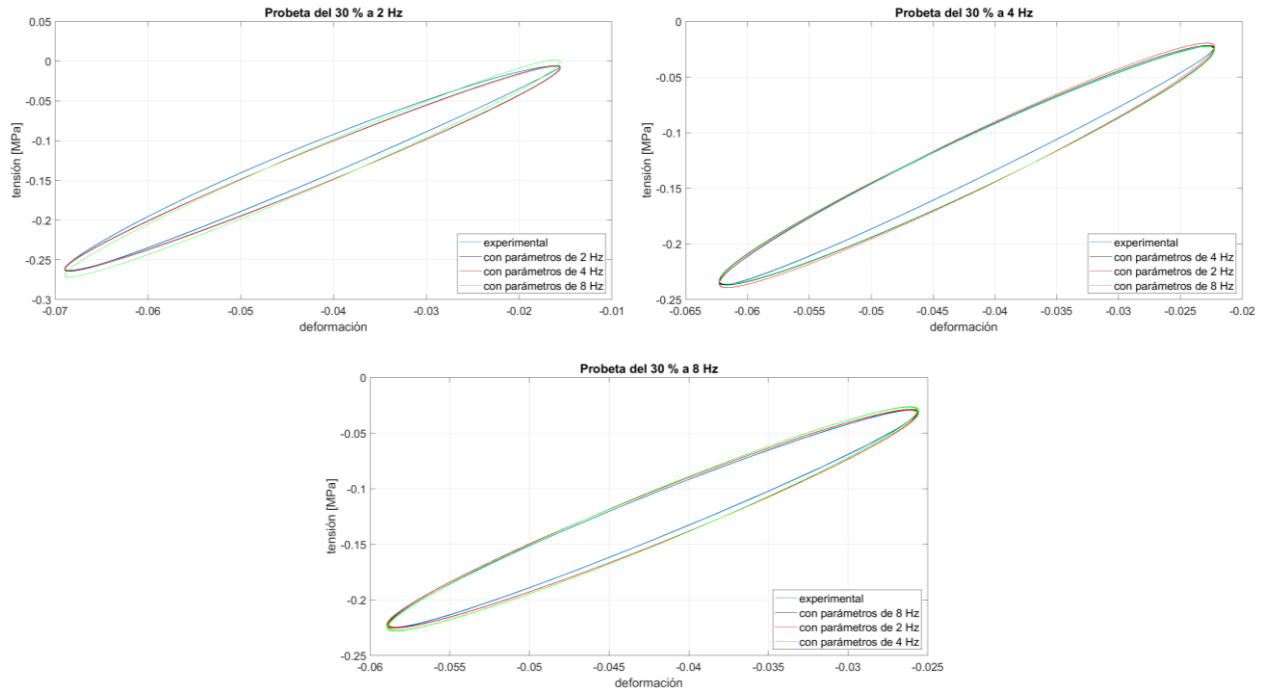 Probeta del 30 % a 2 Hz
0.05
0
-0.05
-0.1
-0.15
-0.2
-0.25
-0.3
tensión [MPa]
experimental
con parámetros de 2 Hz
con parámetros de 4 Hz
con parámetros de 8 Hz
-0.07 -0.06 -0.05 -0.04 -0.03 -0.02 -0.01
deformación
Probeta del 30 % a 4 Hz
0
-0.05
-0.1
-0.15
-0.2
-0.25
tensión [MPa]
experimental
con parámetros de 4 Hz
con parámetros de 2 Hz
con parámetros de 8 Hz
-0.065 -0.06 -0.055 -0.05 -0.045 -0.04 -0.035 -0.03 -0.025 -0.02
deformación
Probeta del 30 % a 8 Hz
0
-0.05
-0.1
-0.15
-0.2
-0.25
tensión [MPa]
experimental
con parámetros de 8 Hz
con parámetros de 2 Hz
con parámetros de 4 Hz
-0.06 -0.055 -0.05 -0.045 -0.04 -0.035 -0.03 -0.025
deformación